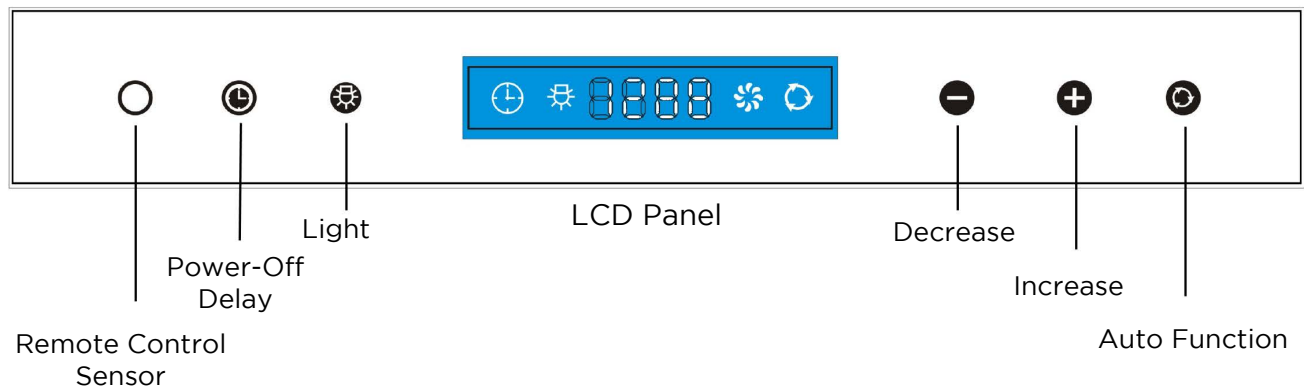 LCD Panel
Light
Decrease
Power-Off
Delay
Increase
Remote Control
Sensor
Auto Function